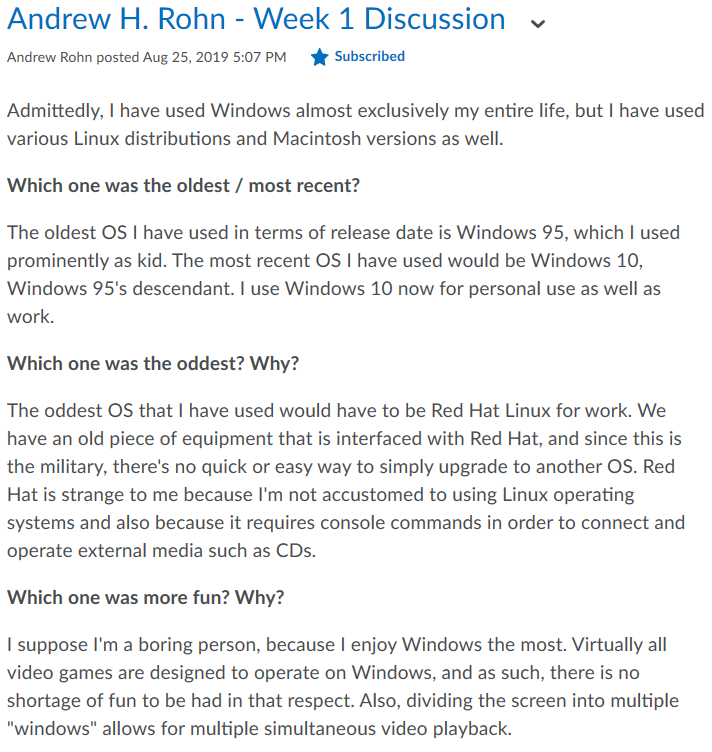 Andrew H. Rohn - Week 1 Discussion
Andrew Rohn posted Aug 25, 2019 5:07 PM Subscribed
Admittedly, I have used Windows almost exclusively my entire life, but I have used
various Linux distributions and Macintosh versions as well.
Which one was the oldest / most recent?
The oldest OS I have used in terms of release date is Windows 95, which I used
prominently as kid. The most recent OS I have used would be Windows 10,
Windows 95's descendant. I use Windows 10 now for personal use as well as
work.
Which one was the oddest? Why?
The oddest OS that I have used would have to be Red Hat Linux for work. We
have an old piece of equipment that is interfaced with Red Hat, and since this is
the military, there's no quick or easy way to simply upgrade to another OS. Red
Hat is strange to me because I'm not accustomed to using Linux operating
systems and also because it requires console commands in order to connect and
operate external media such as CDs.
Which one was more fun? Why?
I suppose I'm a boring person, because I enjoy Windows the most. Virtually all
video games are designed to operate on Windows, and as such, there is no
shortage of fun to be had in that respect. Also, dividing the screen into multiple
"windows" allows for multiple simultaneous video playback.